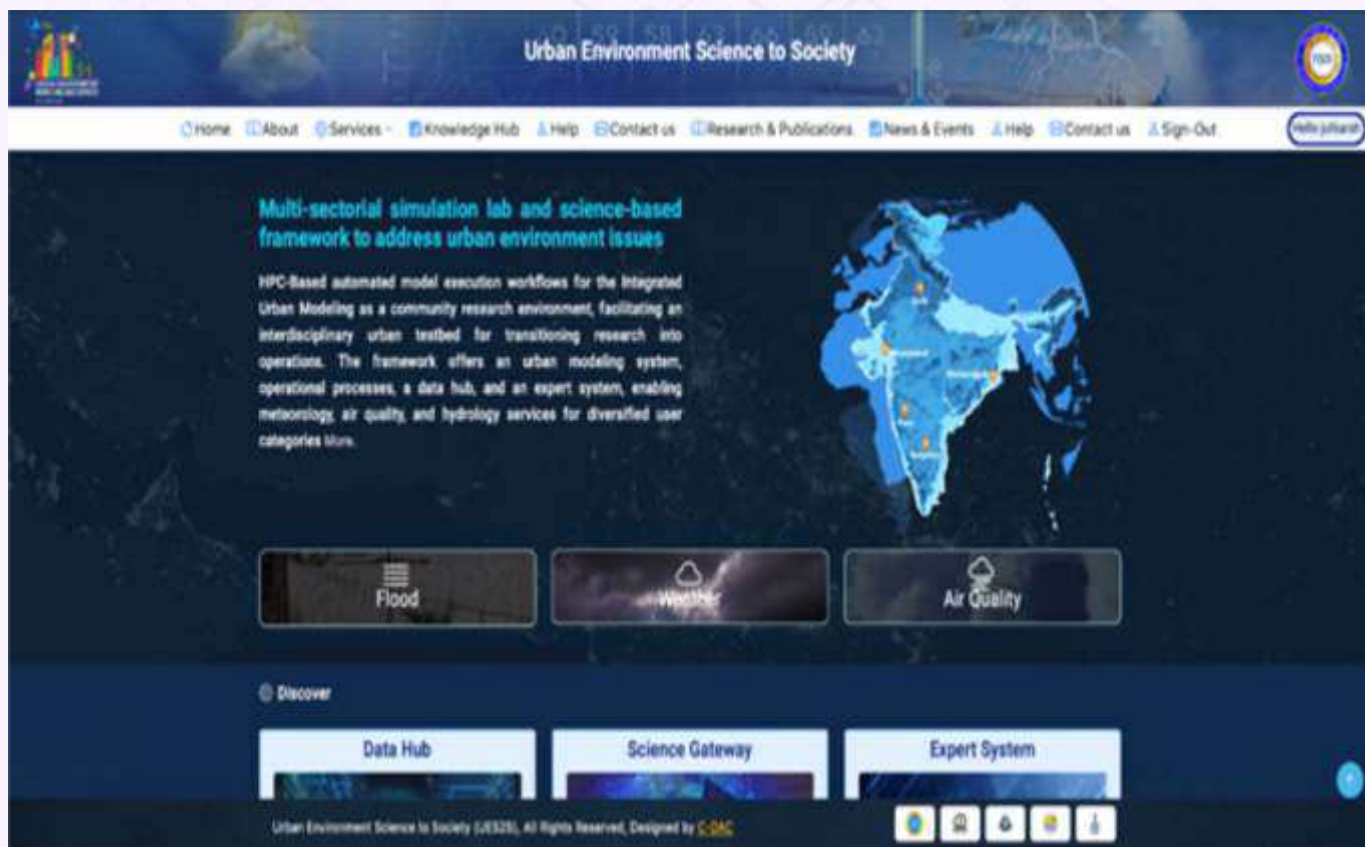 Urban Environment Science to Society
Home About Services Knowledge Hub Help Contact us Research & Publications News & Events Help Contact us Sign-Out
Hello
Multi-sectorial simulation lab and science-based
framework to address urban environment issues
HPC-Based automated model execution workflows for the Integrated
Urban Modeling as a community research environment, facilitating an
interdisciplinary urban testbed for transitioning research into
operations. The framework offers an urban modeling system,
operational processes, a data hub, and an expert system, enabling
meteorology, air quality, and hydrology services for diversified user
categories More.
Flood
Weather
Air Quality
Discover
Data Hub
Science Gateway
Expert System
Urban Environment Science to Society (UES2S), All Rights Reserved, Designed by C-DAC